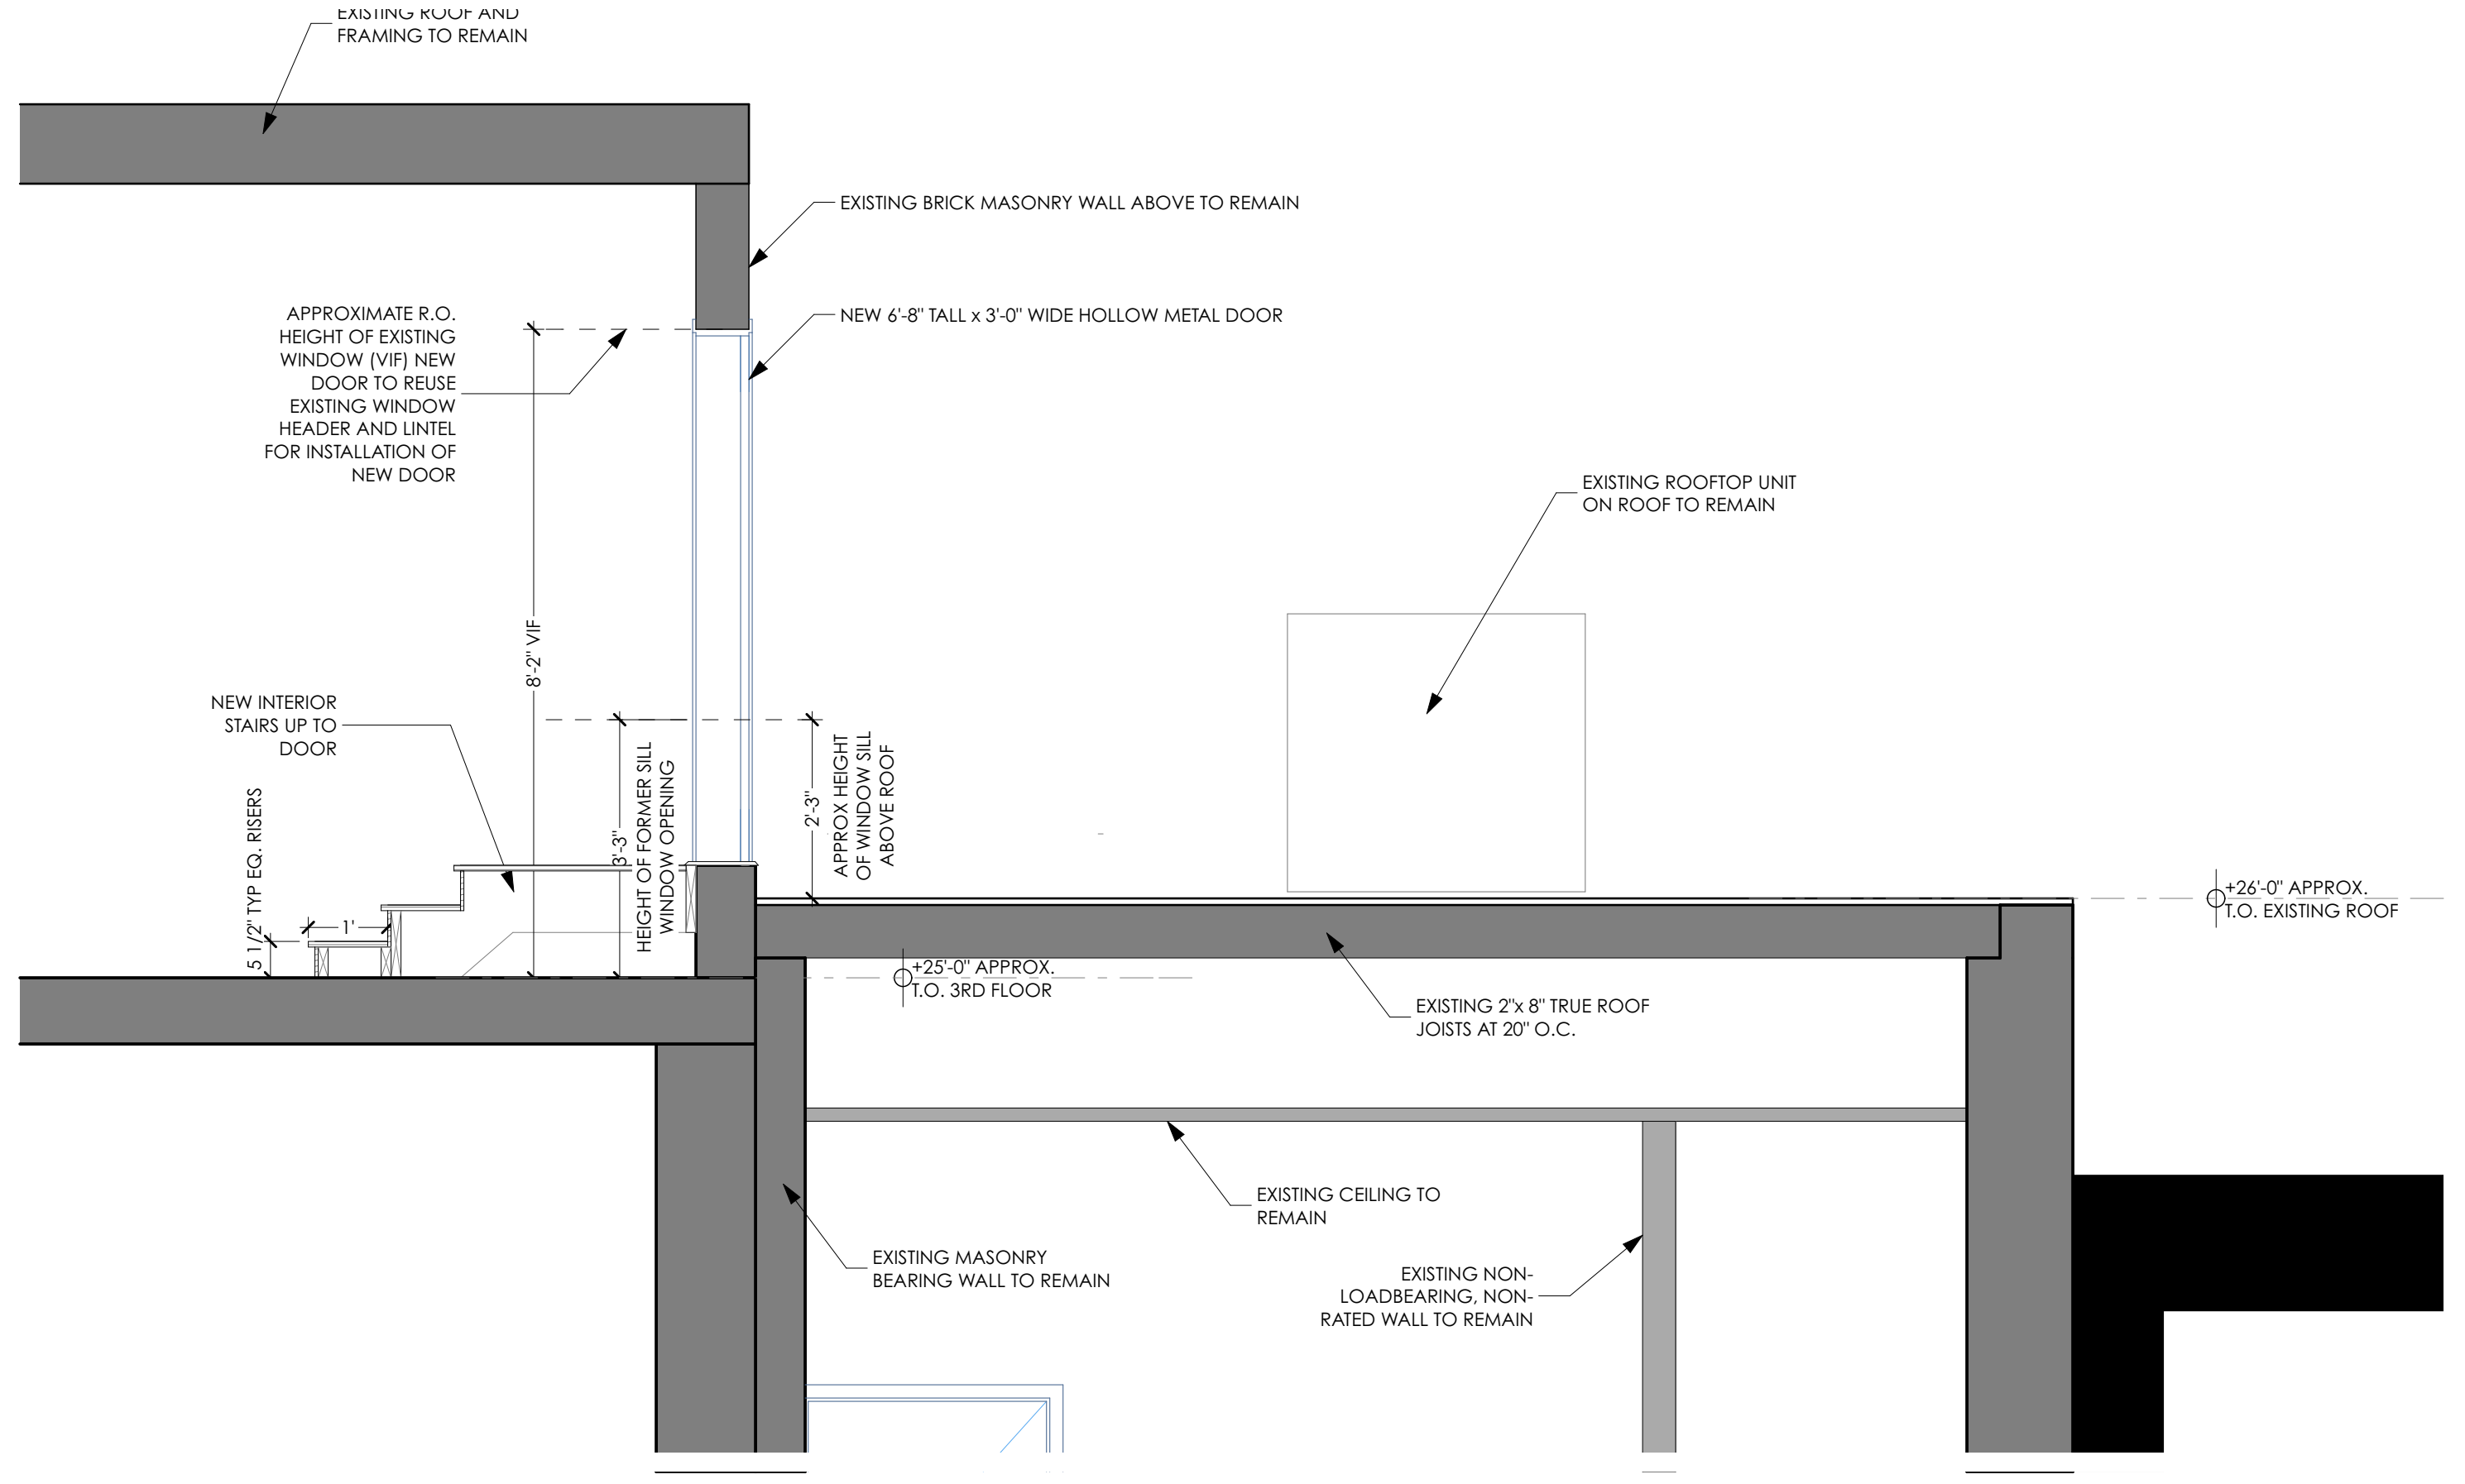 EXISTING ROOF AND
FRAMING TO REMAIN
EXISTING BRICK MASONRY WALL ABOVE TO REMAIN
NEW 6'-8" TALL x 3'-0" WIDE HOLLOW METAL DOOR
APPROXIMATE R.O.
HEIGHT OF EXISTING
WINDOW (VIF) NEW
DOOR TO REUSE
EXISTING WINDOW
HEADER AND LINTEL
FOR INSTALLATION OF
NEW DOOR
EXISTING ROOFTOP UNIT
ON ROOF TO REMAIN
8'-2" VIF
NEW INTERIOR
STAIRS UP TO
DOOR
5 1/2" TYP EQ. RISERS
1'
3'-3"
HEIGHT OF FORMER SILL
WINDOW OPENING
2'-3"
APPROX HEIGHT
OF WINDOW SILL
ABOVE ROOF
+26'-0" APPROX.
T.O. EXISTING ROOF
+25'-0" APPROX.
T.O. 3RD FLOOR
EXISTING 2"x 8" TRUE ROOF
JOISTS AT 20" O.C.
EXISTING CEILING TO
REMAIN
EXISTING MASONRY
BEARING WALL TO REMAIN
EXISTING NON-
LOADBEARING, NON-
RATED WALL TO REMAIN